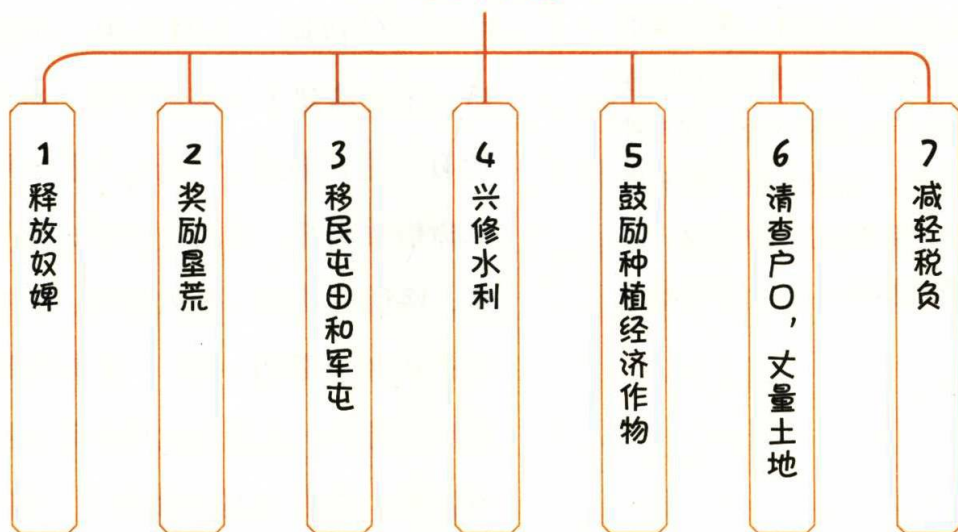 1 释放奴婢
2 奖励垦荒
3 移民屯田和军屯
4 兴修水利
5 鼓励种植经济作物
6 清查户口，丈量土地
7 减轻税负